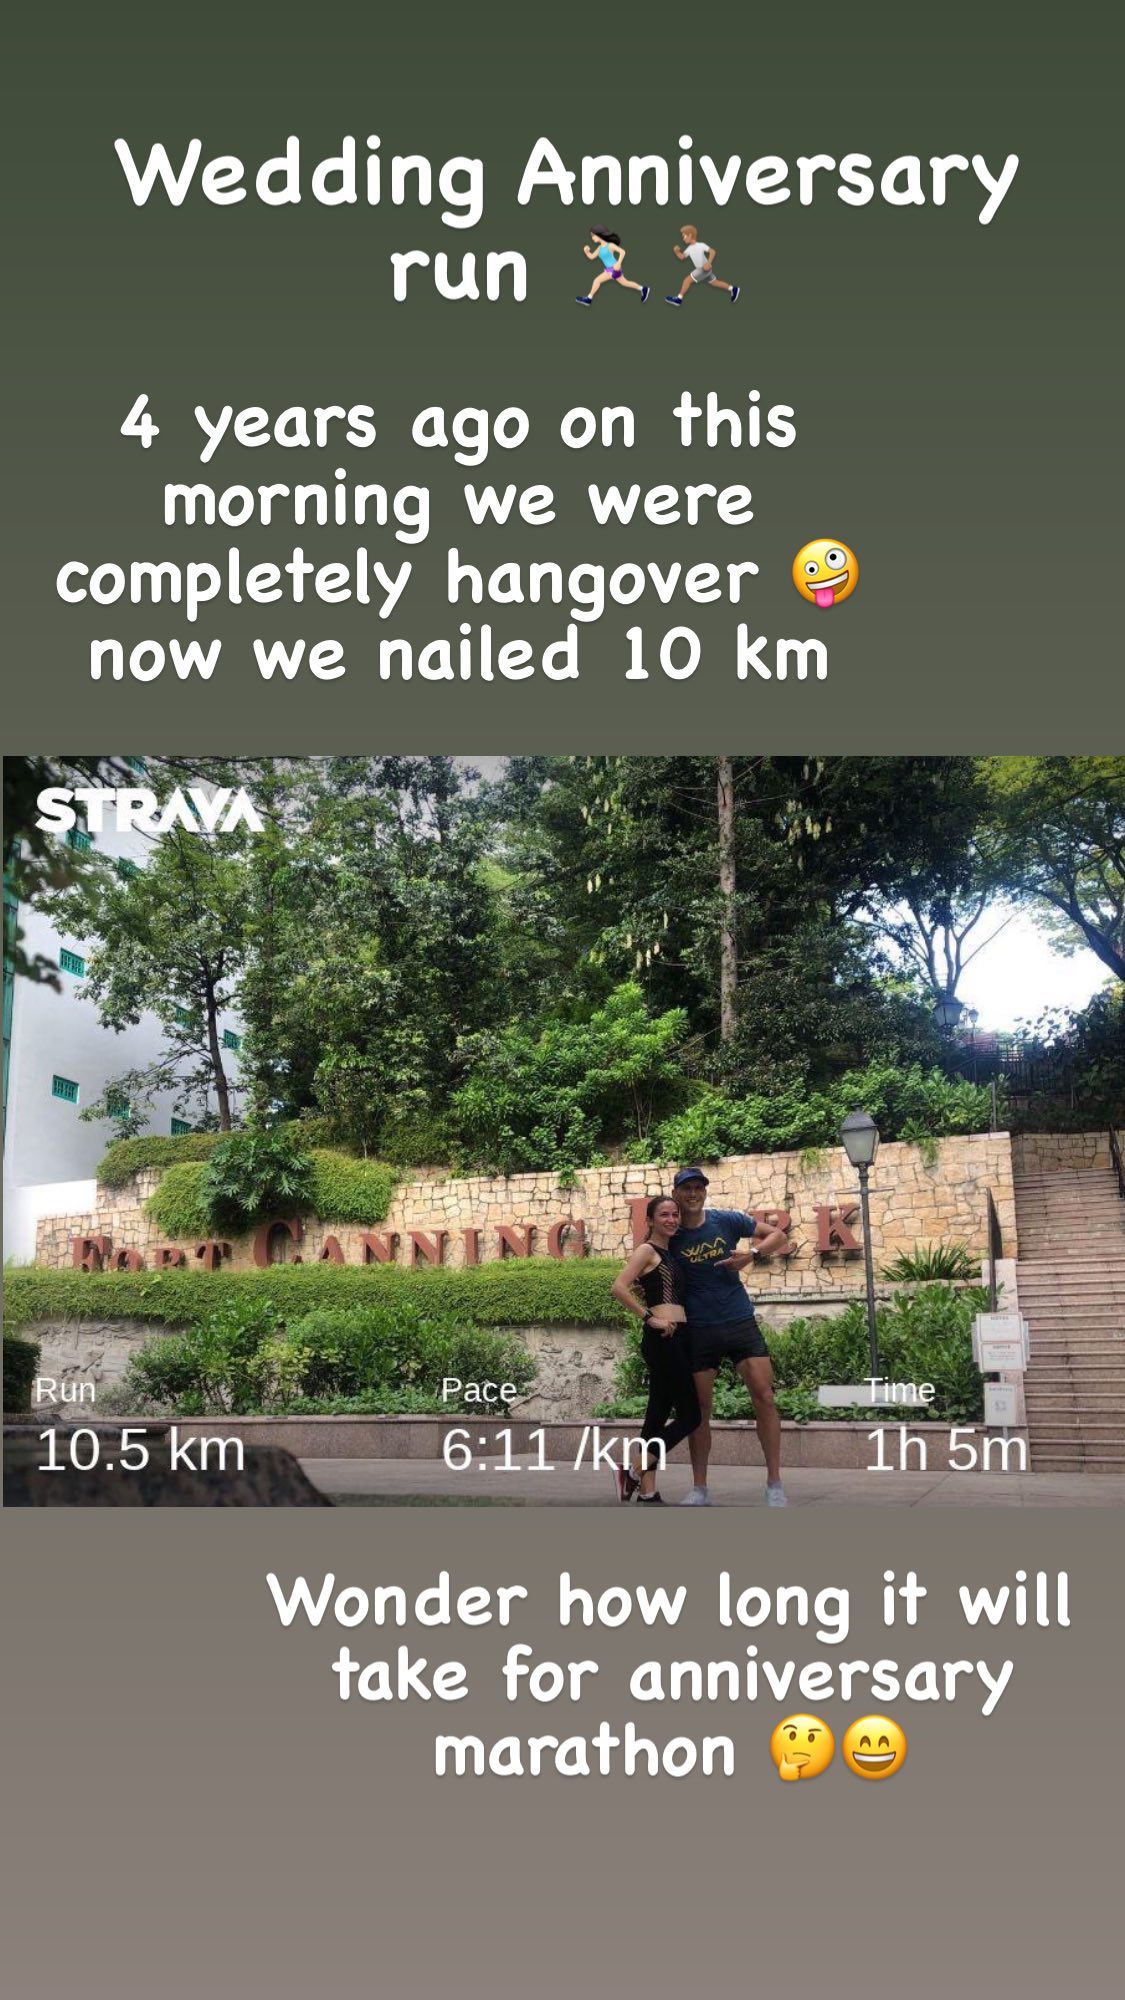 Wedding Anniversary
run 🏃🏻‍♀️🏃🏽‍♂️
4 years ago on this
morning we were
completely hangover 🤪
now we nailed 10 km
STRAVA
FORT CANNING PARK
ULTRA
Run
Pace
Time
10.5 km
6:11 /km
1h 5m
Wonder how long it will
take for anniversary
marathon 🤔😄